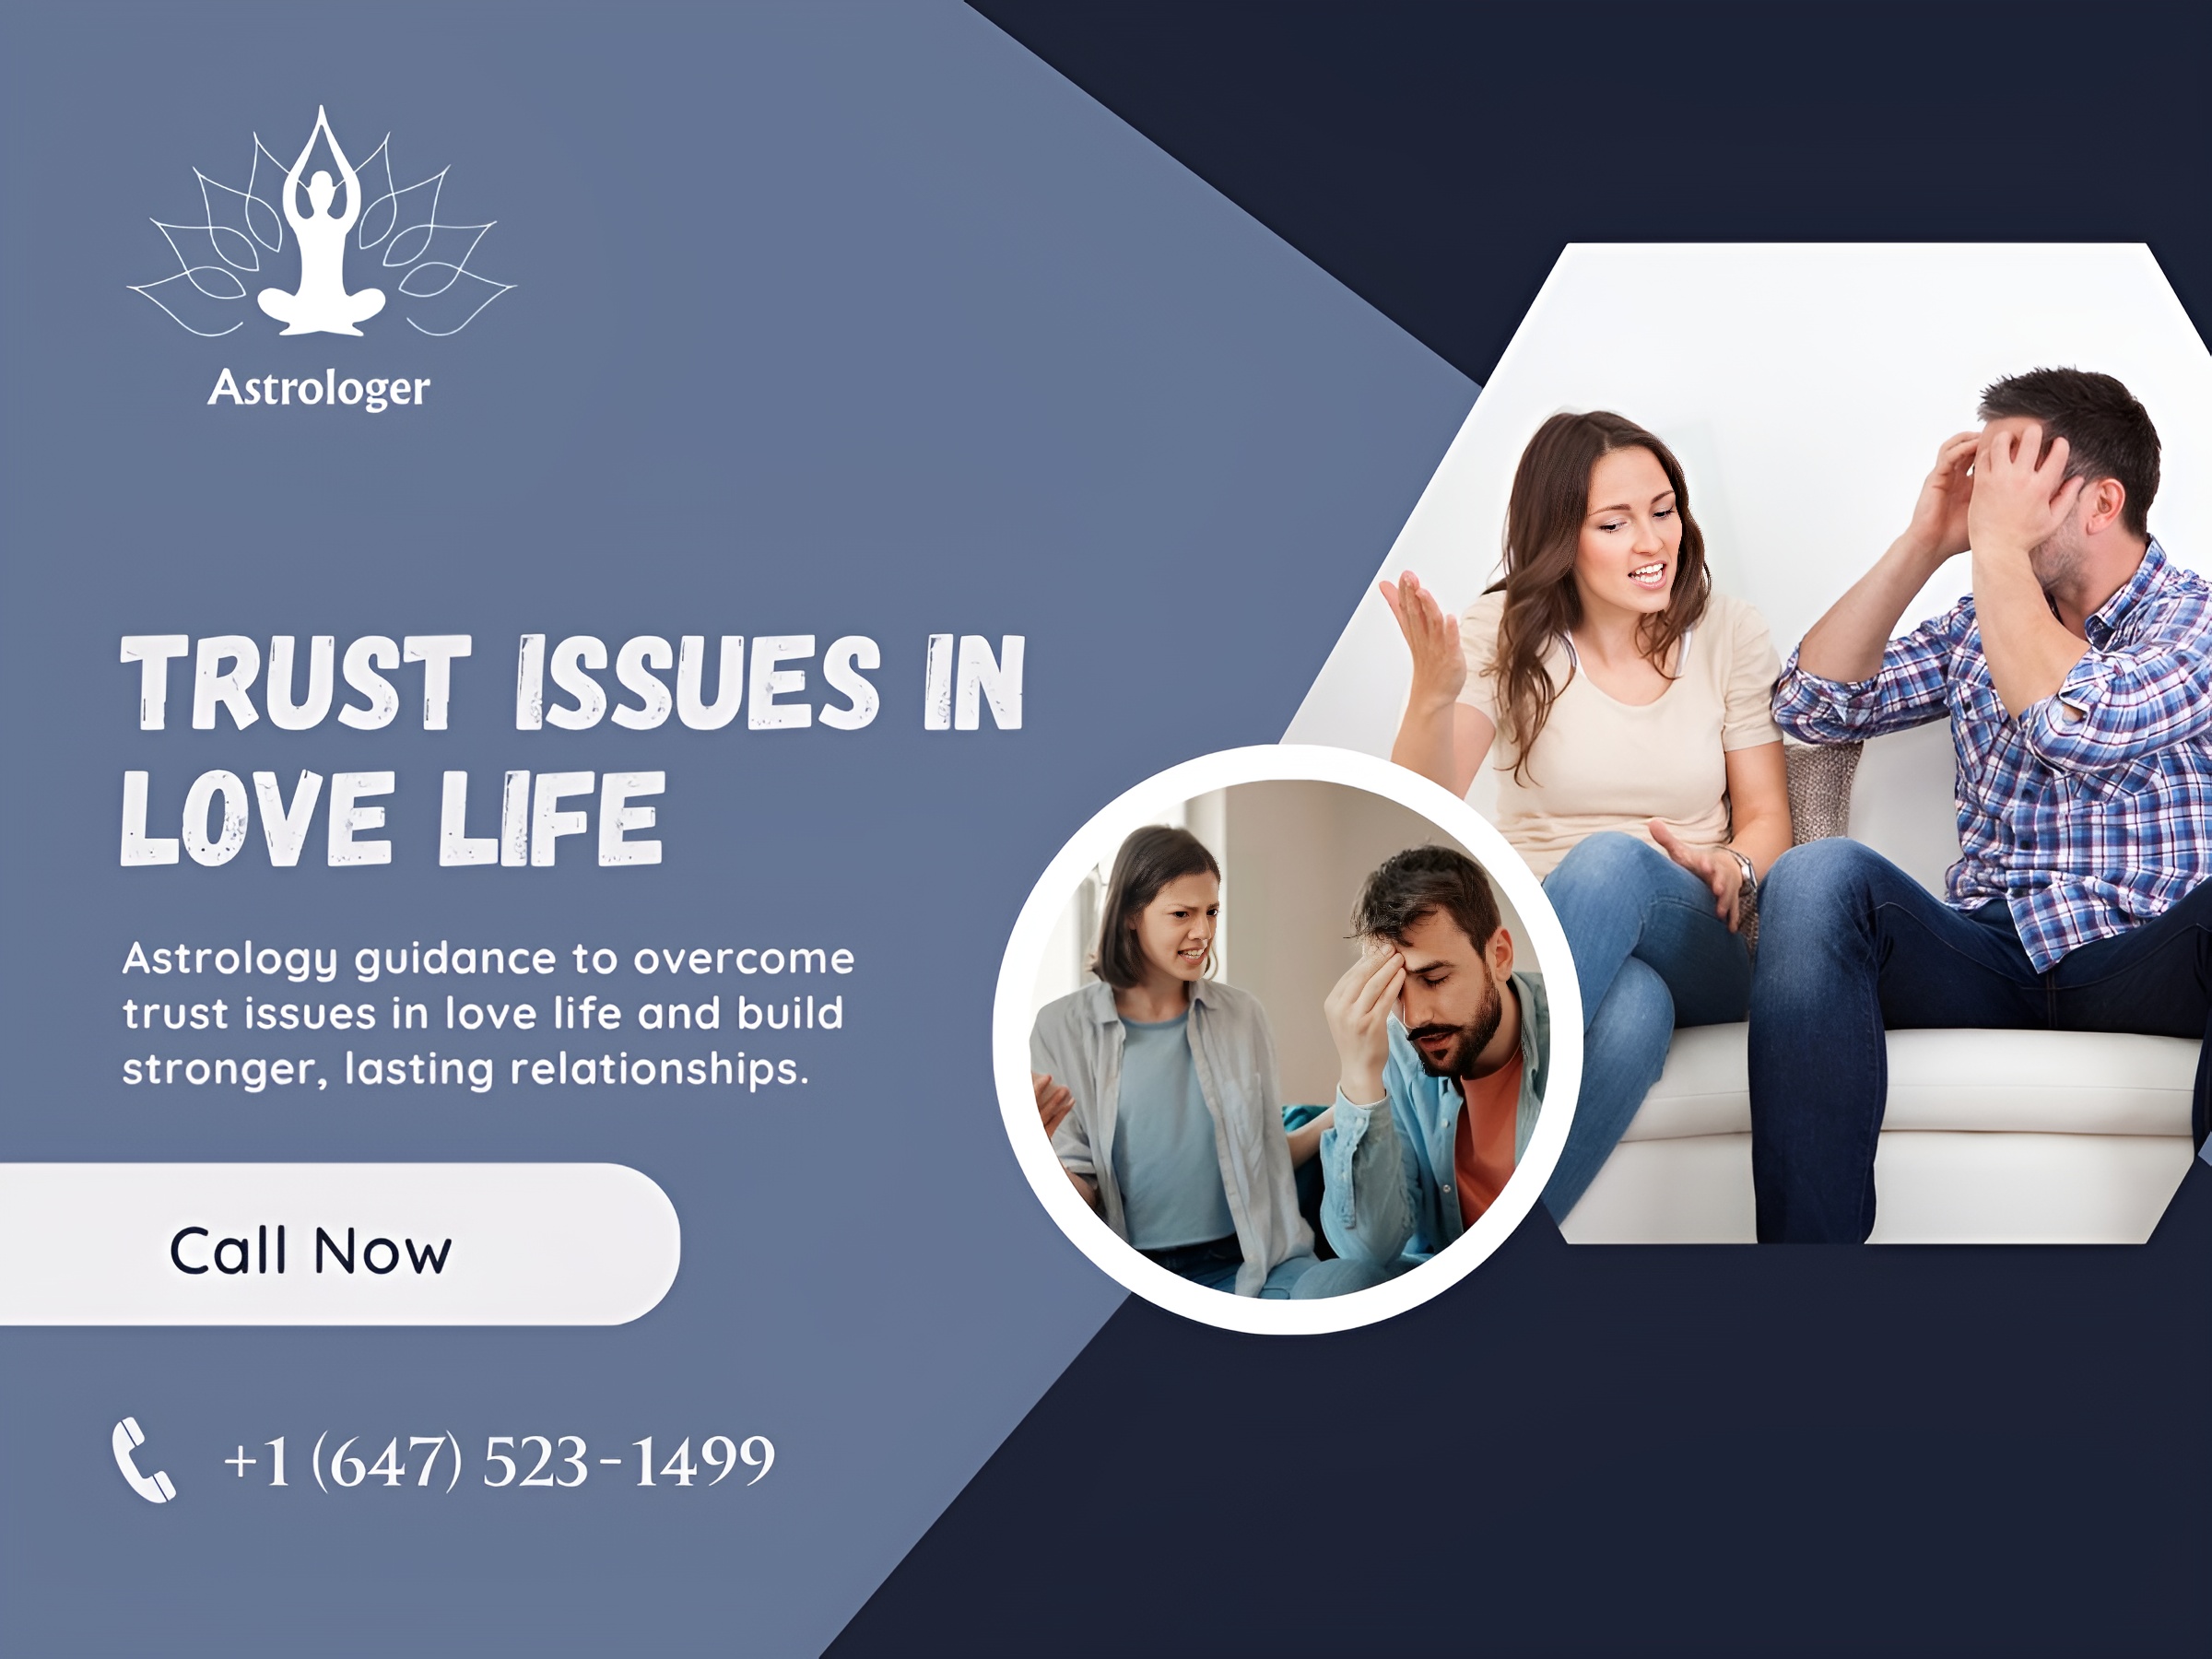 Astrologer
TRUST ISSUES IN
LOVE LIFE
Astrology guidance to overcome
trust issues in love life and build
stronger, lasting relationships.
Call Now
+1 (647) 523-1499